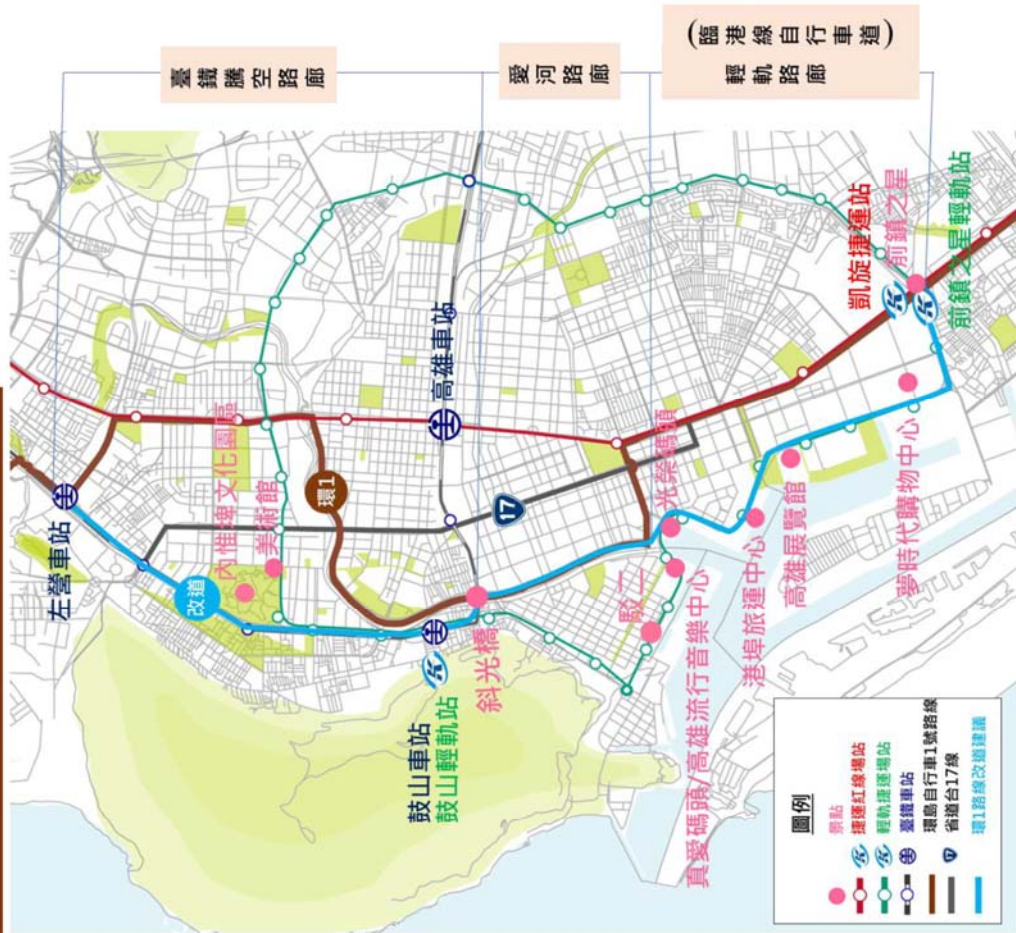 臺鐵騰空路廊
愛河路廊
(臨港線自行車道)
輕軌路廊
左營車站
改道
內惟埤文化園區
美術館
環1
高雄車站
17
鼓山車站
鼓山輕軌站
斜光橋
駁二
光榮碼頭
真愛碼頭/高雄流行音樂中心
港埠旅運中心
高雄展覽館
夢時代購物中心
凱旋捷運站
前鎮之星
前鎮之星輕軌站
圖例
景點
捷運紅線場站
輕軌捷運場站
臺鐵車站
環島自行車1號路線
17
省道台17線
環1路線改道建議